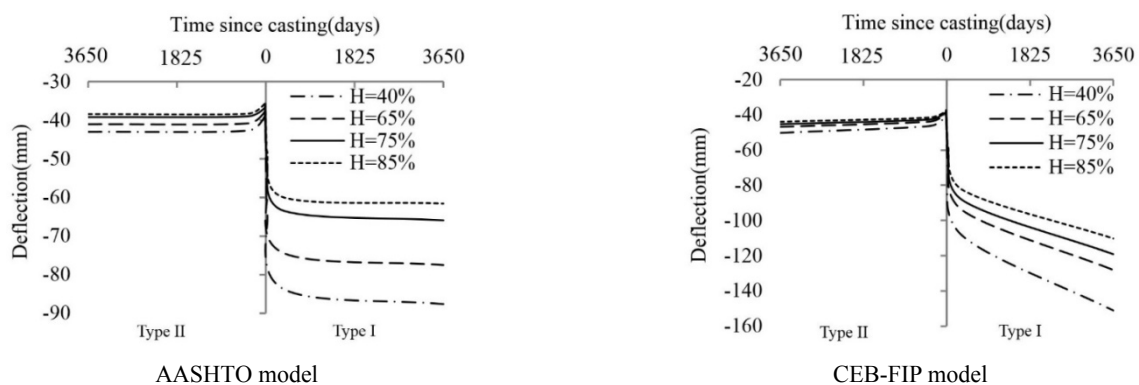 Time since casting(days)
3650 1825 0 1825 3650
-30
-40
-50
-60
-70
-80
-90
Deflection(mm)
H=40%
H=65%
H=75%
H=85%
Type II Type I
AASHTO model
Time since casting(days)
3650 1825 0 1825 3650
-20
-40
-60
-80
-100
-120
-140
-160
Deflection(mm)
H=40%
H=65%
H=75%
H=85%
Type II Type I
CEB-FIP model